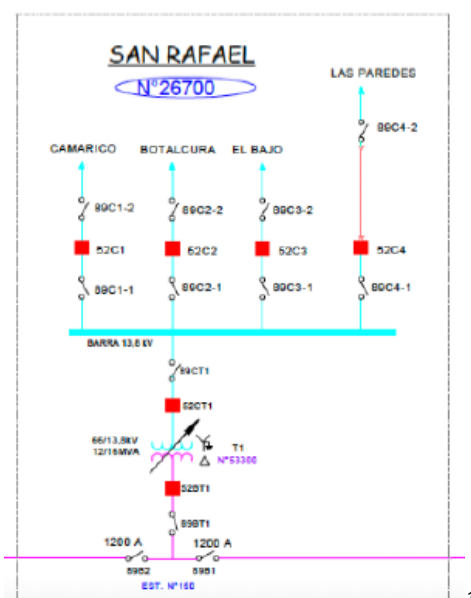 SAN RAFAEL
N°26700
LAS PAREDES
89C4-2
CAMARICO BOTALCURA EL BAJO
89C1-2 89C2-2 89C3-2
52C1 52C2 52C3 52C4
89C1-1 89C2-1 89C3-1 89C4-1
BARRA 13,8 kV
89CT1
52CT1
66/13,8kV
12/16MVA
T1
N°53300
52BT1
89BT1
1200 A 1200 A
89B2 89B1
EST. N°160